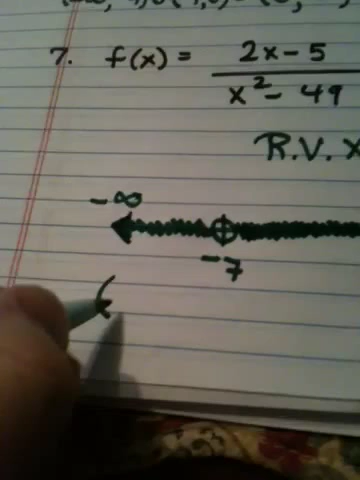 7. f(x) = 2x-5
x²-49
R.V. x
-∞
-7
(